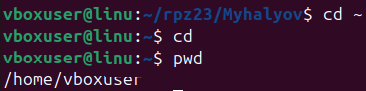 vboxuser@linu:~/rpz23/Myhalyov$ cd ~
vboxuser@linu:~$ cd
vboxuser@linu:~$ pwd
/home/vboxuser